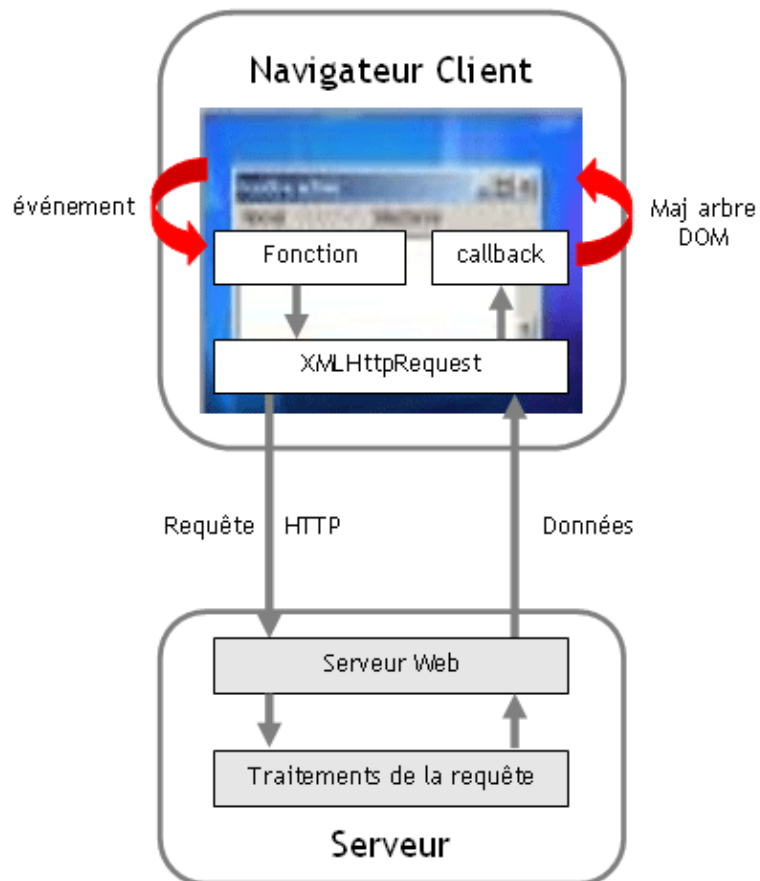 Navigateur Client
événement
Maj arbre
DOM
Fonction
callback
XMLHttpRequest
Requête HTTP
Données
Serveur Web
Traitements de la requête
Serveur